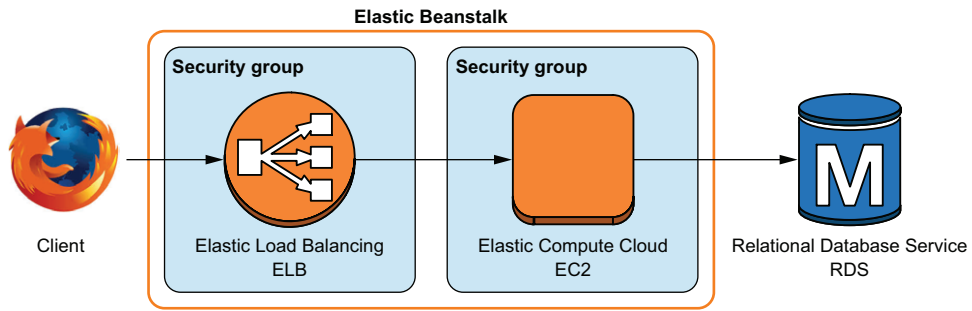 Elastic Beanstalk
Security group
Security group
M
Client
Elastic Load Balancing
ELB
Elastic Compute Cloud
EC2
Relational Database Service
RDS